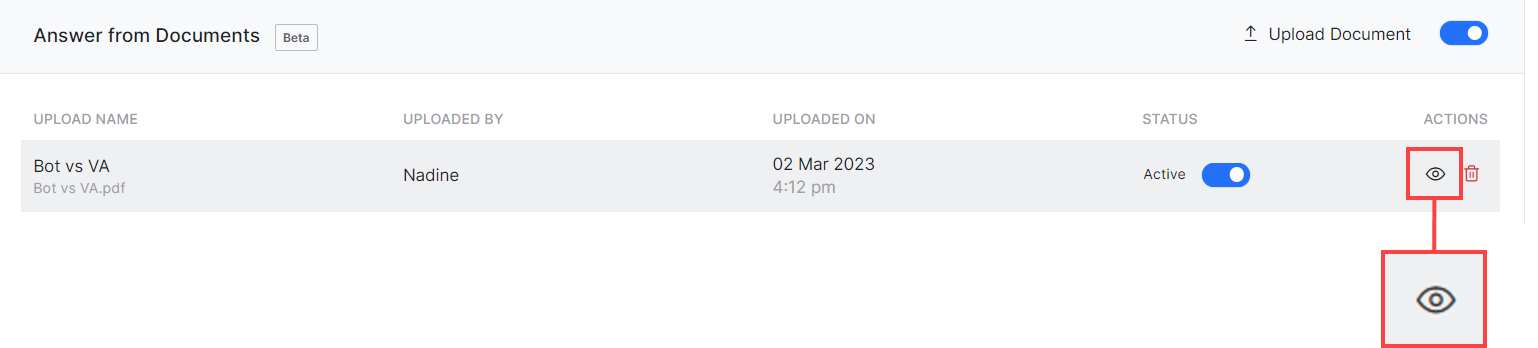 Answer from Documents Beta
Upload Document
UPLOAD NAME UPLOADED BY UPLOADED ON STATUS ACTIONS
Bot vs VA
Bot vs VA.pdf
Nadine
02 Mar 2023
4:12 pm
Active